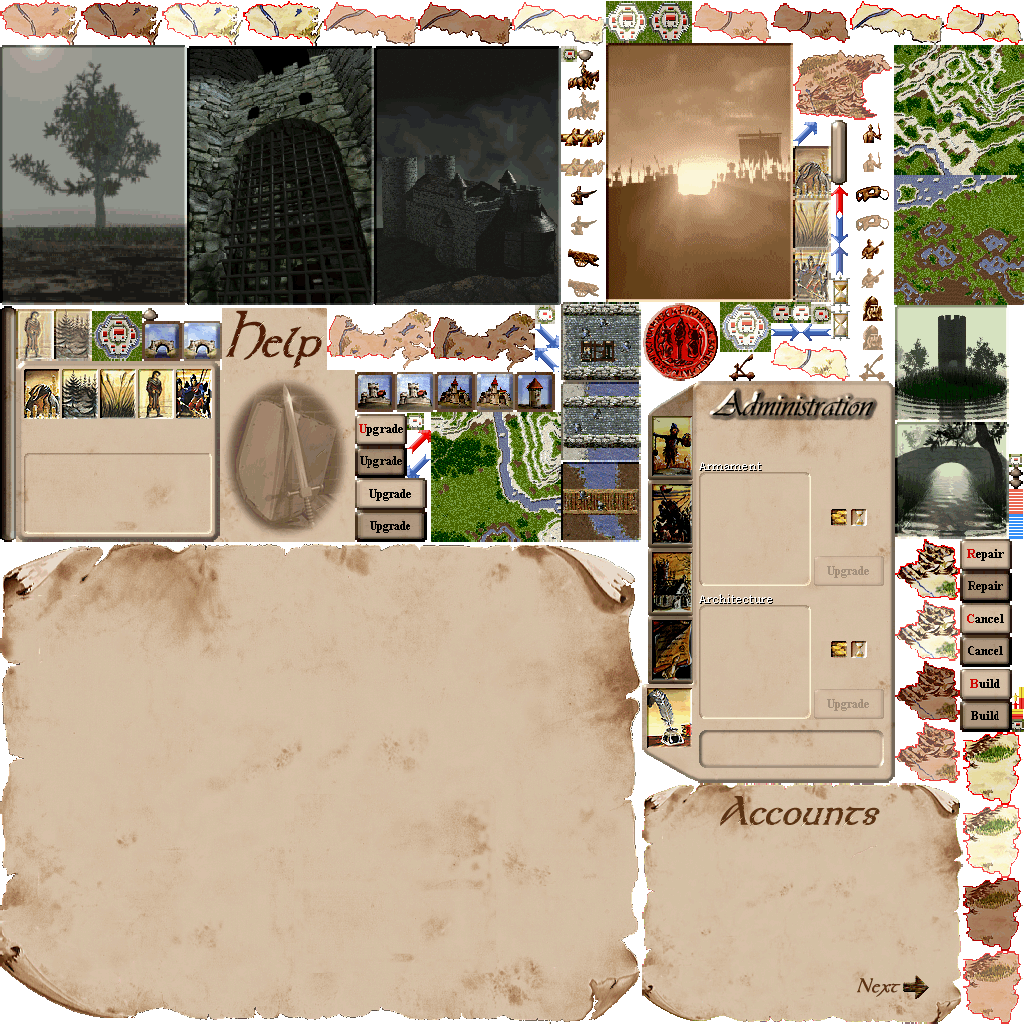 Help
Upgrade
Upgrade
Upgrade
Upgrade
Administration
Armament
Upgrade
Architecture
Upgrade
Repair
Repair
Cancel
Cancel
Build
Build
Accounts
Next